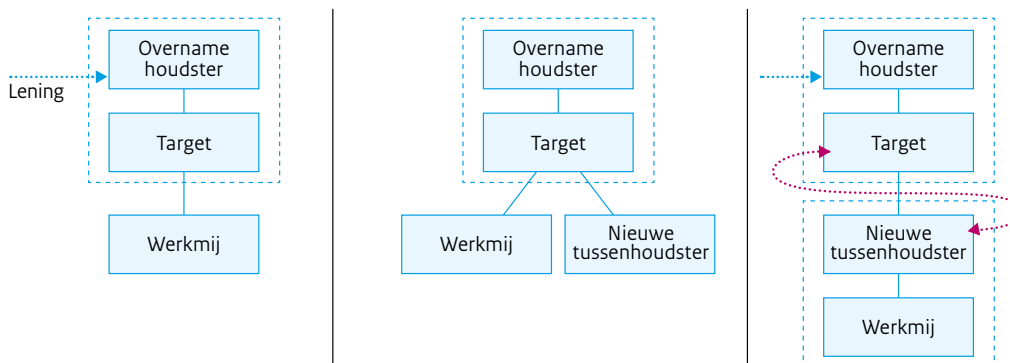 Overname
houdster
Lening
Target
Werkmij
Overname
houdster
Target
Werkmij
Nieuwe
tussenhoudster
Overname
houdster
Target
Nieuwe
tussenhoudster
Werkmij